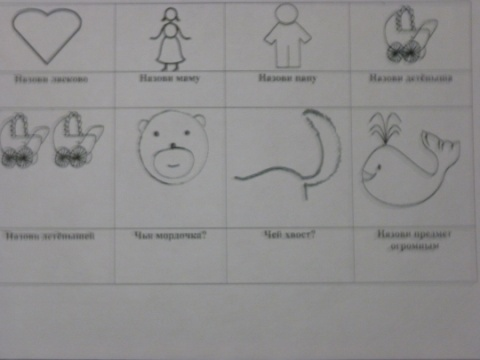 Назови ласково
Назови маму
Назови папу
Назови детёныша
Назови детёнышей
Чья мордочка?
Чей хвост?
Назови предмет
огромным